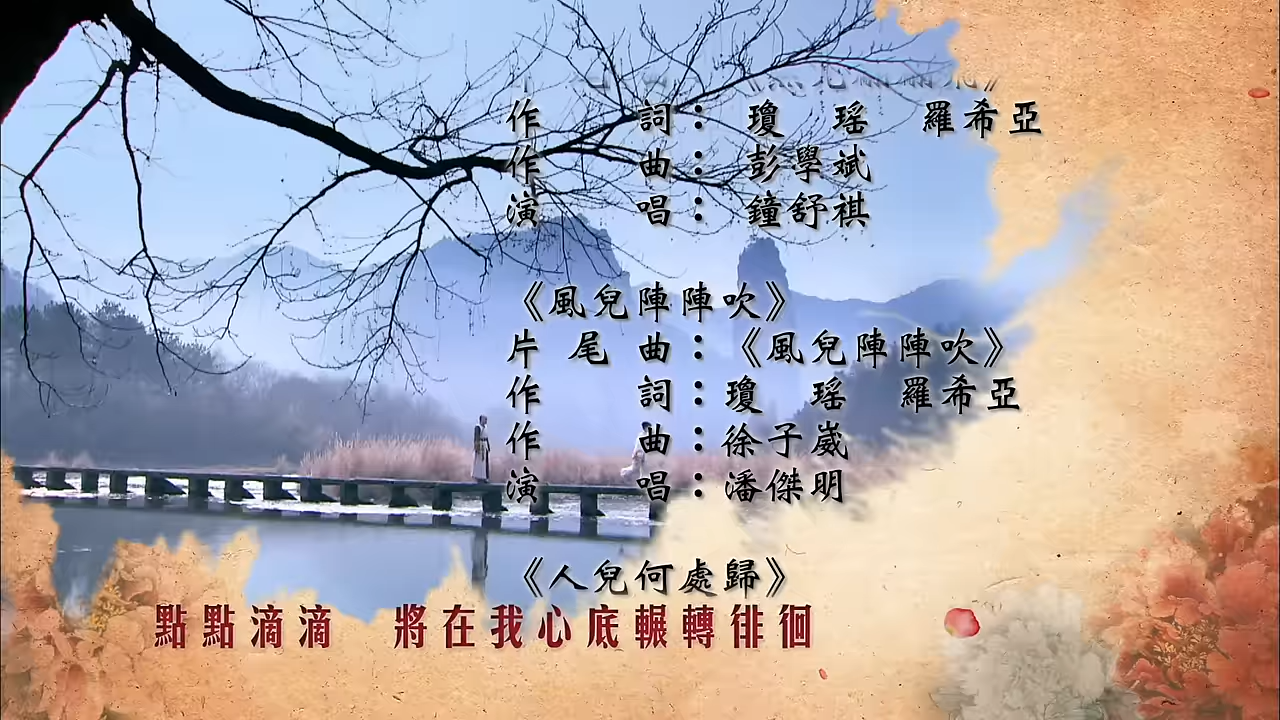 作　　詞： 瓊　瑤　羅希亞
作　　曲： 彭學斌
演　　唱： 鐘舒祺
《風兒陣陣吹》
片 尾 曲：《風兒陣陣吹》
作　　詞：瓊　瑤　羅希亞
作　　曲：徐子崴
演　　唱：潘傑明
《人兒何處歸》
點點滴滴　將在我心底輾轉徘徊